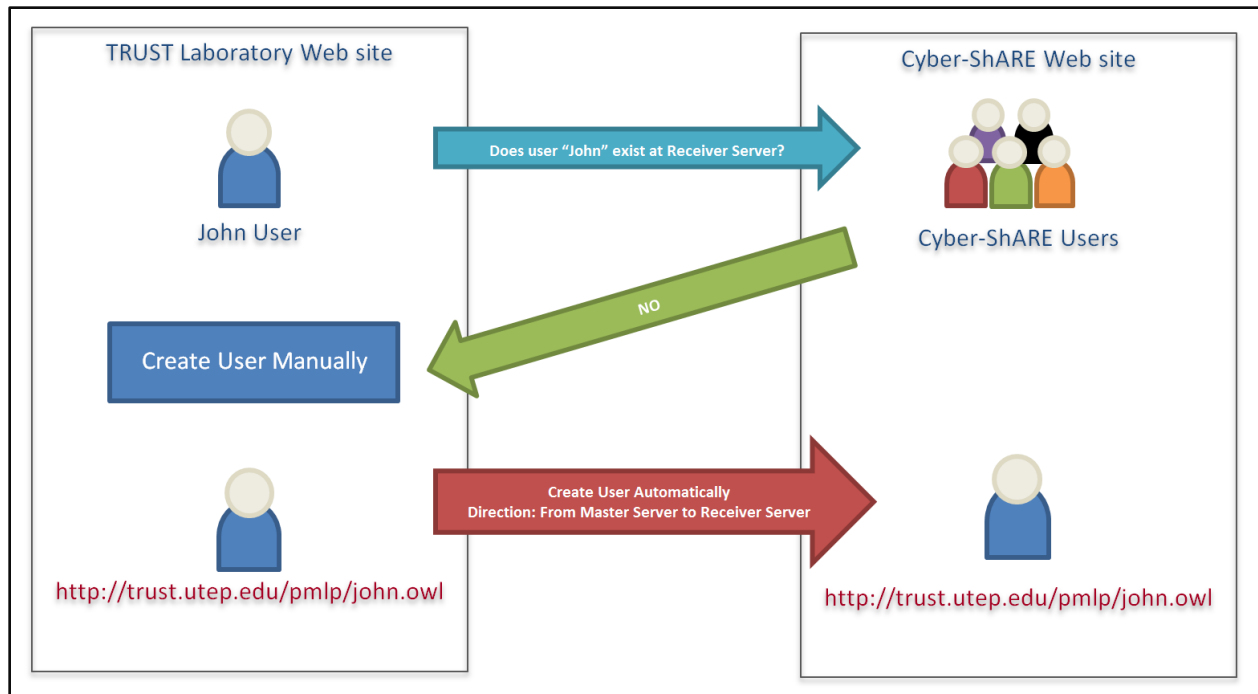 TRUST Laboratory Web site
Cyber-ShARE Web site
Does user “John” exist at Receiver Server?
John User
Cyber-ShARE Users
NO
Create User Manually
Create User Automatically
Direction: From Master Server to Receiver Server
http://trust.utep.edu/pmlp/john.owl
http://trust.utep.edu/pmlp/john.owl